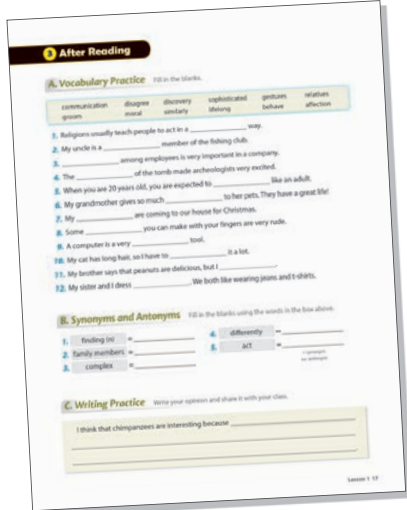 3 After Reading
A. Vocabulary Practice Fill in the blanks.
communication disagree discovery sophisticated gestures relatives
groom moral similarly lifelong behave affection
1. Religions usually teach people to act in a ____________ way.
2. My uncle is a ____________ member of the fishing club.
3. ____________ among employees is very important in a company.
4. The ____________ of the tomb made archeologists very excited.
5. When you are 20 years old, you are expected to ____________ like an adult.
6. My grandmother gives so much ____________ to her pets. They have a great life!
7. My ____________ are coming to our house for Christmas.
8. Some ____________ you can make with your fingers are very rude.
9. A computer is a very ____________ tool.
10. My cat has long hair, so I have to ____________ it a lot.
11. My brother says that peanuts are delicious, but I ____________.
12. My sister and I dress ____________. We both like wearing jeans and t-shirts.
B. Synonyms and Antonyms Fill in the blanks using the words in the box above.
1. finding (n) = ____________
2. family members = ____________
3. complex = ____________
4. differently ↔ ____________
5. act = ____________
= synonym
↔ antonym
C. Writing Practice Write your opinion and share it with your class.
I think that chimpanzees are interesting because ____________
Lesson 1 17